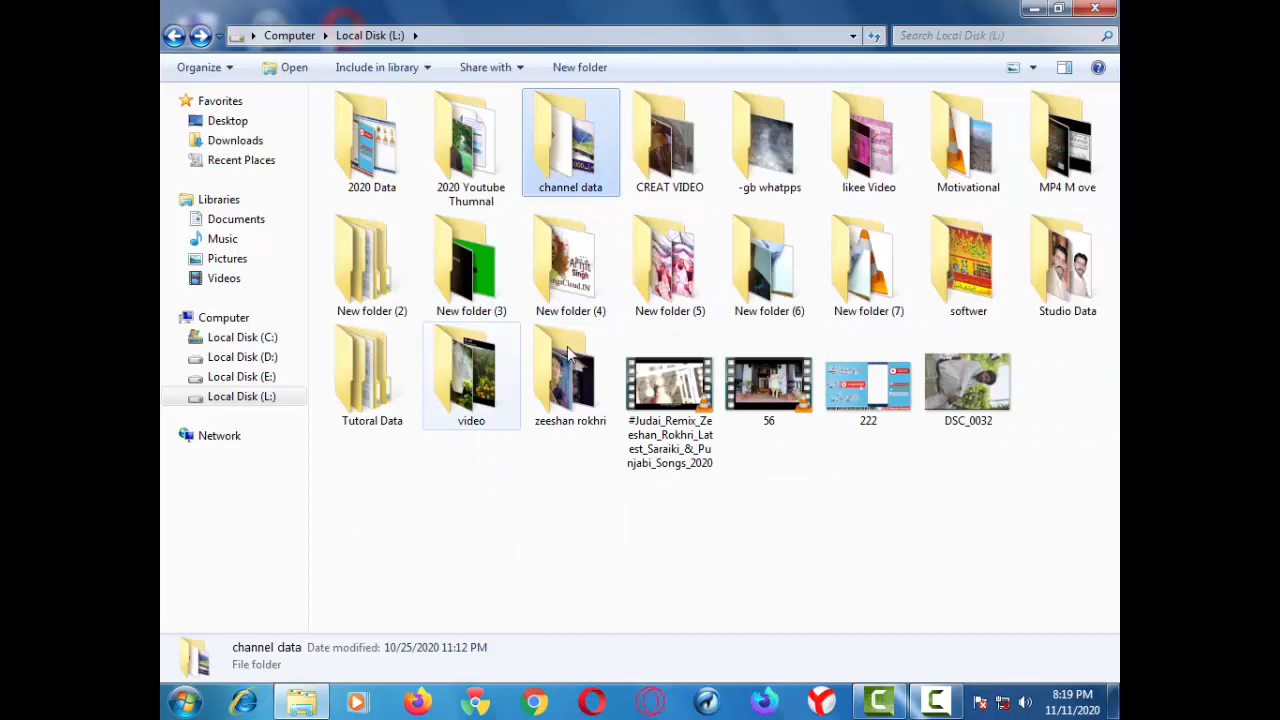 Computer
Local Disk (L:)
Search Local Disk (L:)
Organize
Open
Include in library
Share with
New folder
Favorites
Desktop
Downloads
Recent Places
Libraries
Documents
Music
Pictures
Videos
Computer
Local Disk (C:)
Local Disk (D:)
Local Disk (E:)
Local Disk (L:)
Network
2020 Data
2020 Youtube
Thumnal
channel data
CREAT VIDEO
-gb whatpps
likee Video
Motivational
MP4 M ove
New folder (2)
New folder (3)
New folder (4)
New folder (5)
New folder (6)
New folder (7)
softwer
Studio Data
Tutoral Data
video
zeeshan rokhri
#Judai_Remix_Ze
eshan_Rokhri_Lat
est_Saraiki_&_Pu
njabi_Songs_2020
56
222
DSC_0032
channel data Date modified: 10/25/2020 11:12 PM
File folder
8:19 PM
11/11/2020